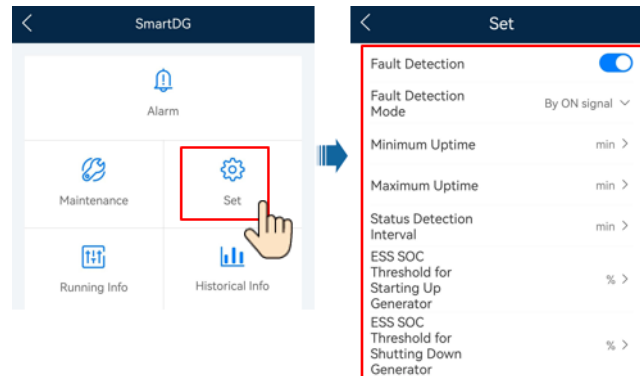 SmartDG
Alarm
Maintenance
Set
Running Info
Historical Info
Set
Fault Detection
Fault Detection
Mode
By ON signal
Minimum Uptime
min
Maximum Uptime
min
Status Detection
Interval
min
ESS SOC
Threshold for
Starting Up
Generator
%
ESS SOC
Threshold for
Shutting Down
Generator
%